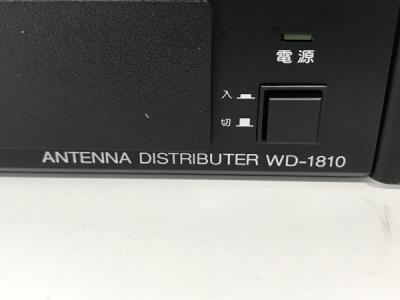 電源
入
切
ANTENNA DISTRIBUTER WD-1810